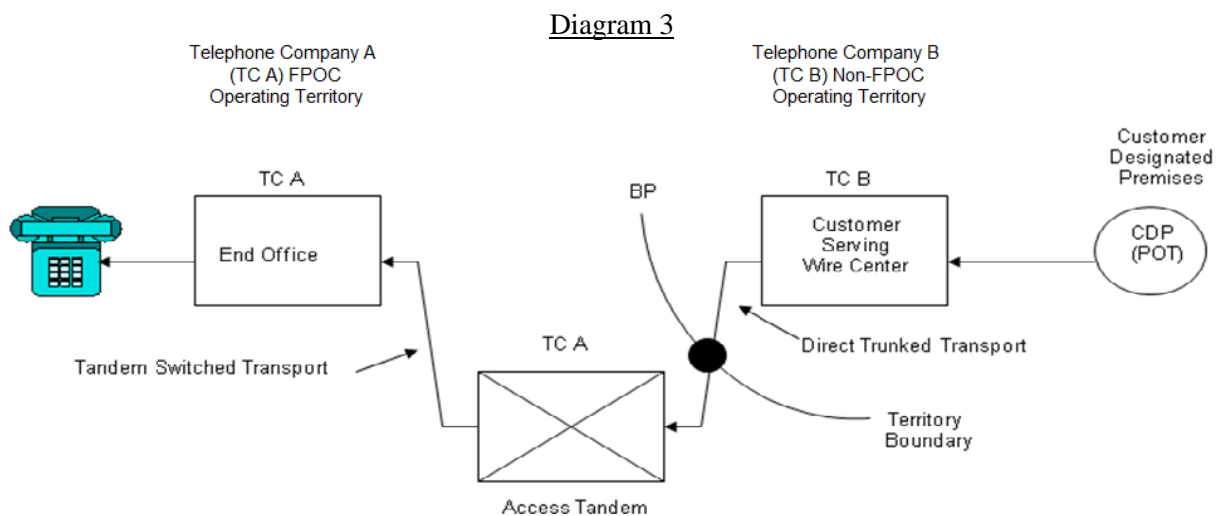 Diagram 3
Telephone Company A
(TC A) FPOC
Operating Territory
Telephone Company B
(TC B) Non-FPOC
Operating Territory
Customer
Designated
Premises
TC A
BP
TC B
End Office
Customer
Serving
Wire Center
CDP
(POT)
Tandem Switched Transport
TC A
Direct Trunked Transport
Territory
Boundary
Access Tandem